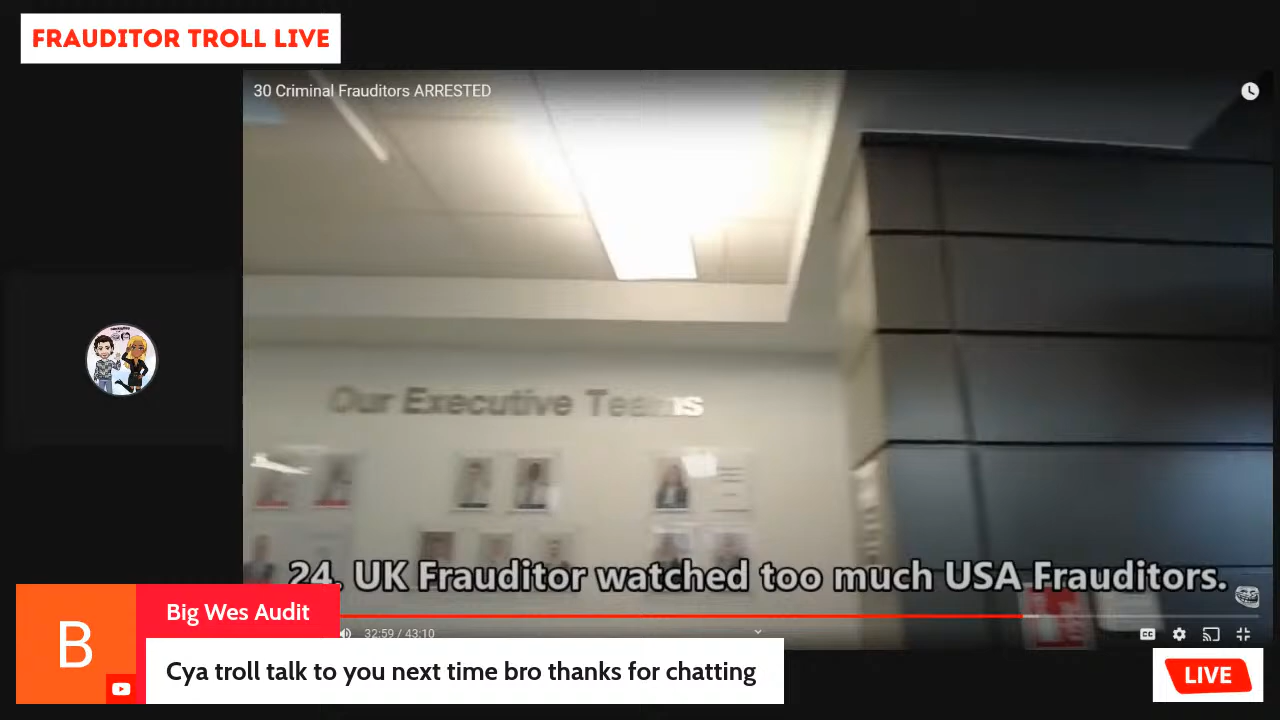 FRAUDITOR TROLL LIVE
30 Criminal Frauditors ARRESTED
Our Executive Teams
24. UK Frauditor watched too much USA Frauditors.
B
Big Wes Audit
32:59 / 43:10
CC
Cya troll talk to you next time bro thanks for chatting
LIVE